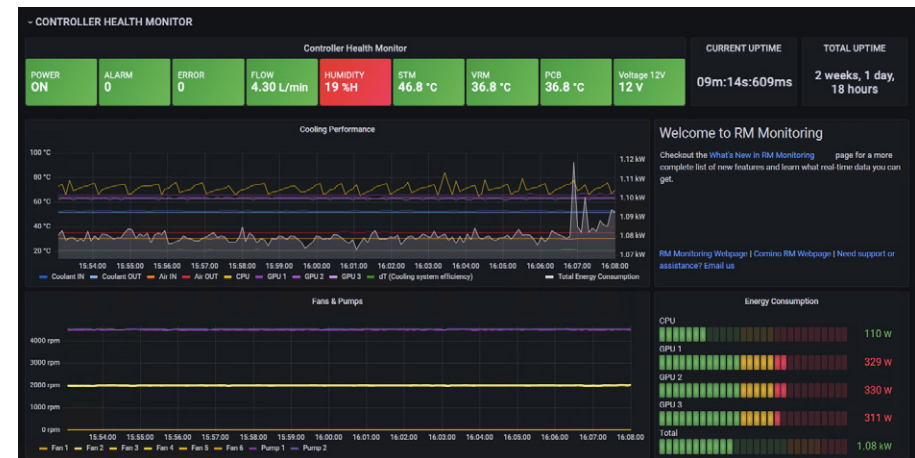 CONTROLLER HEALTH MONITOR
Controller Health Monitor
POWER
ON
ALARM
0
ERROR
0
FLOW
4.30 L/min
HUMIDITY
19 %H
STM
46.8 °C
VRM
36.8 °C
PCB
36.8 °C
Voltage 12V
12 V
CURRENT UPTIME
09m:14s:609ms
TOTAL UPTIME
2 weeks, 1 day,
18 hours
Cooling Performance
100 °C
80 °C
60 °C
40 °C
20 °C
1.12 kW
1.11 kW
1.10 kW
1.09 kW
1.08 kW
1.07 kW
15:54:00 15:55:00 15:56:00 15:57:00 15:58:00 15:59:00 16:00:00 16:01:00 16:02:00 16:03:00 16:04:00 16:05:00 16:06:00 16:07:00 16:08:00
Coolant IN Coolant OUT Air IN Air OUT CPU GPU 1 GPU 2 GPU 3 dT (Cooling system efficiency) Total Energy Consumption
Welcome to RM Monitoring
Checkout the What's New in RM Monitoring page for a more
complete list of new features and learn what real-time data you can
get.
RM Monitoring Webpage | Comino RM
Webpage | Need support or
assistance? Email us
Fans & Pumps
4000 rpm
3000 rpm
2000 rpm
1000 rpm
0 rpm
15:54:00 15:55:00 15:56:00 15:57:00 15:58:00 15:59:00 16:00:00 16:01:00 16:02:00 16:03:00 16:04:00 16:05:00 16:06:00 16:07:00 16:08:00
Fan 1 Fan 2 Fan 3 Fan 4 Fan 5 Fan 6 Pump 1 Pump 2
Energy Consumption
CPU
110 W
GPU 1
329 W
GPU 2
330 W
GPU 3
311 W
Total
1.08 kW